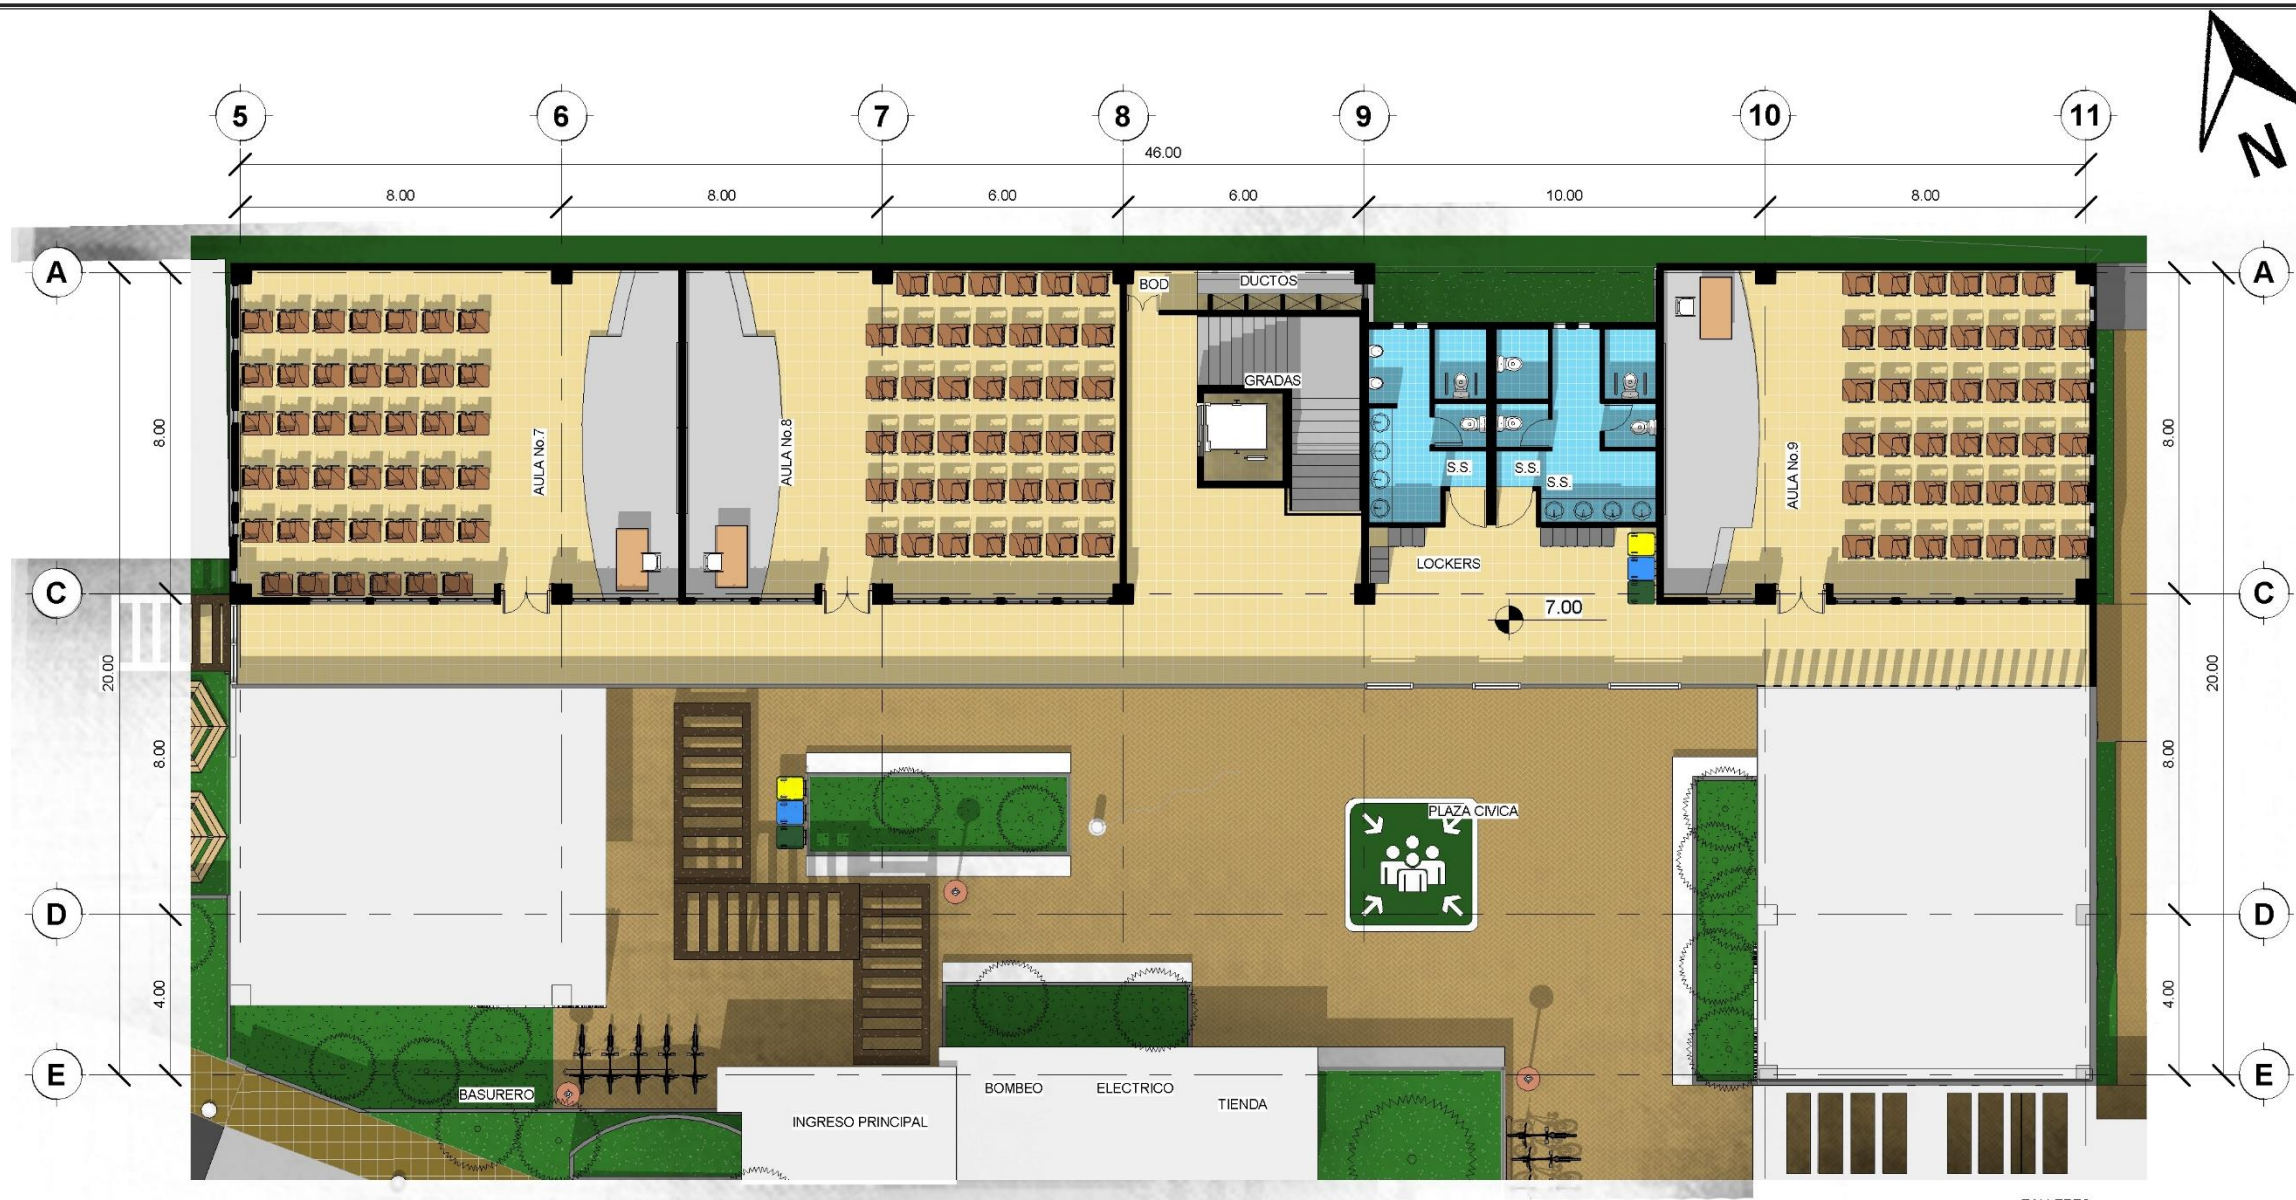 N
5 6 7 8 9 10 11
46.00
8.00 8.00 6.00 6.00 10.00 8.00
A A
BOD DUCTOS
GRADAS
8.00 8.00
AULA No.7
AULA No.8
AULA No.9
S.S. S.S.
S.S.
LOCKERS
C C
7.00
20.00 20.00
8.00 8.00
PLAZA CIVICA
D D
4.00 4.00
E E
BASURERO
BOMBEO ELECTRICO
TIENDA
INGRESO PRINCIPAL